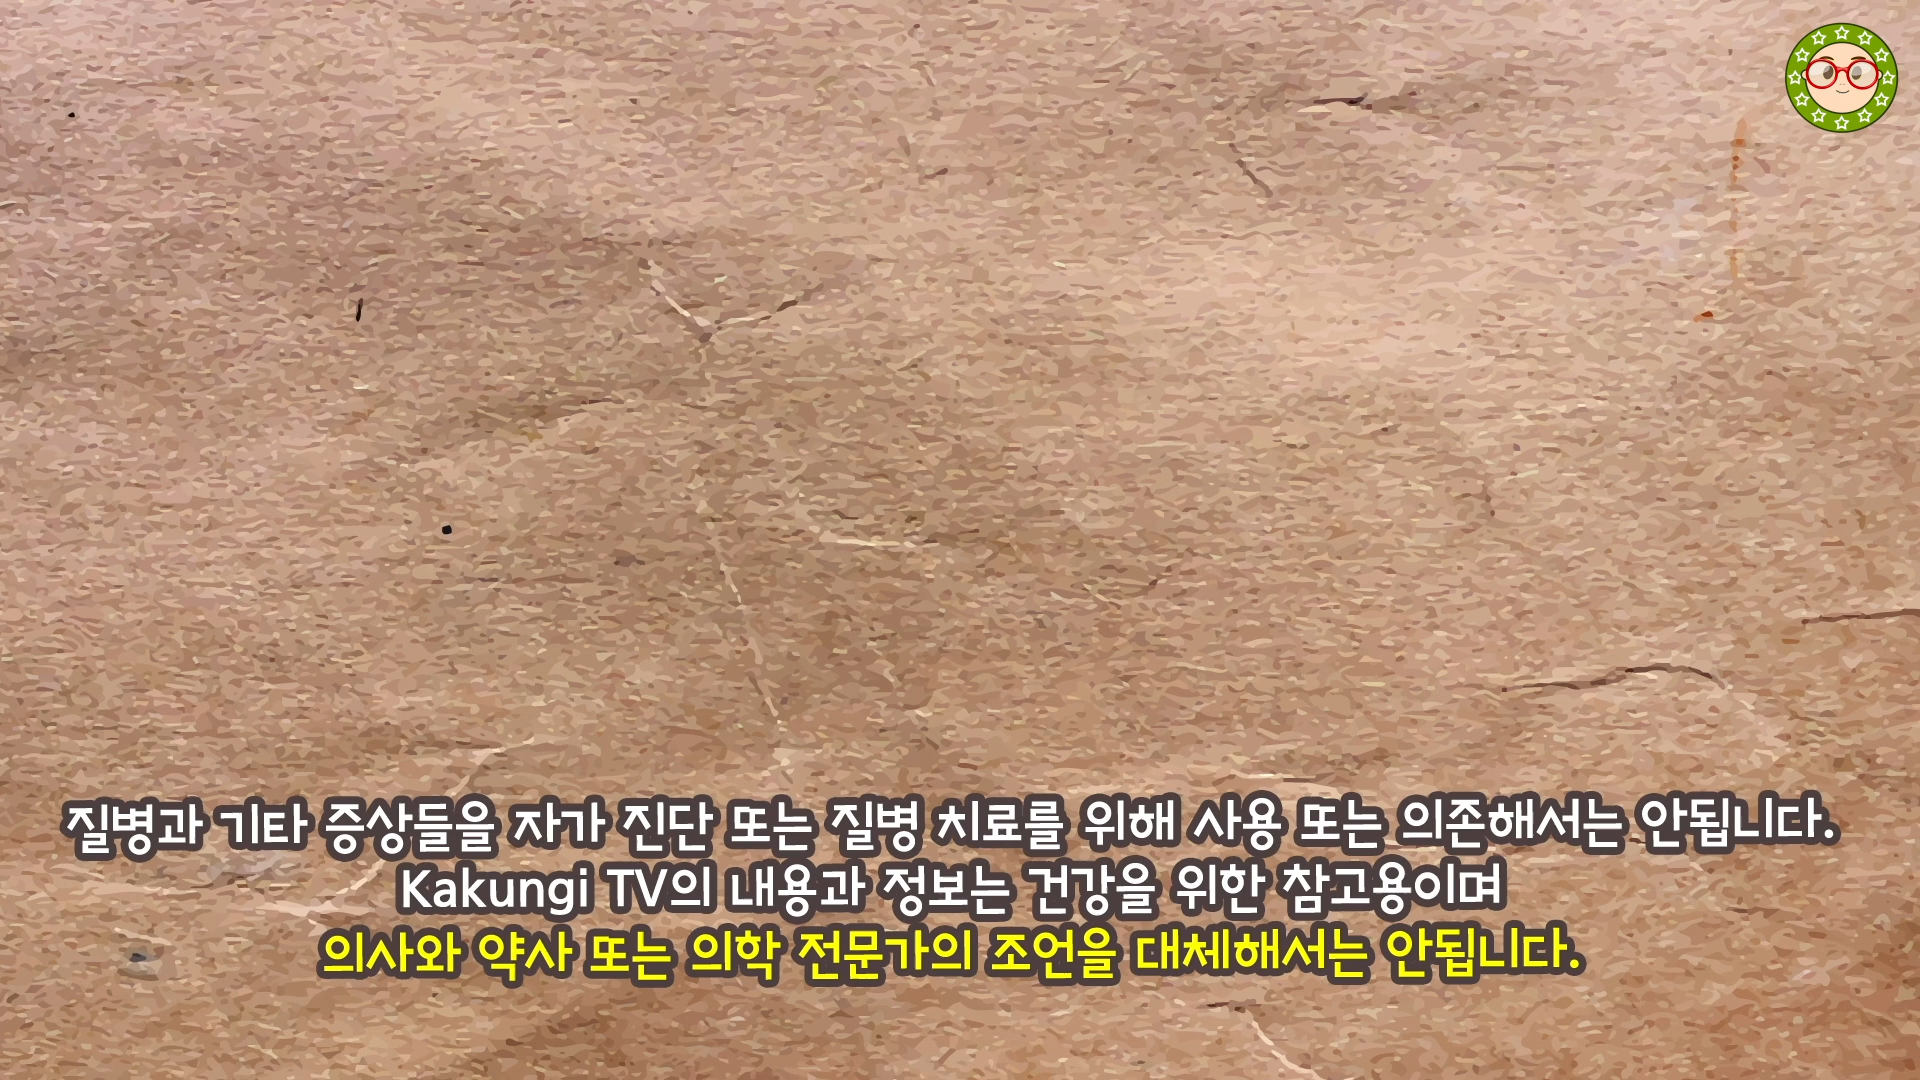 질병과 기타 증상들을 자가 진단 또는 질병 치료를 위해 사용 또는 의존해서는 안됩니다.
Kakungi TV의 내용과 정보는 건강을 위한 참고용이며
의사와 약사 또는 의학 전문가의 조언을 대체해서는 안됩니다.